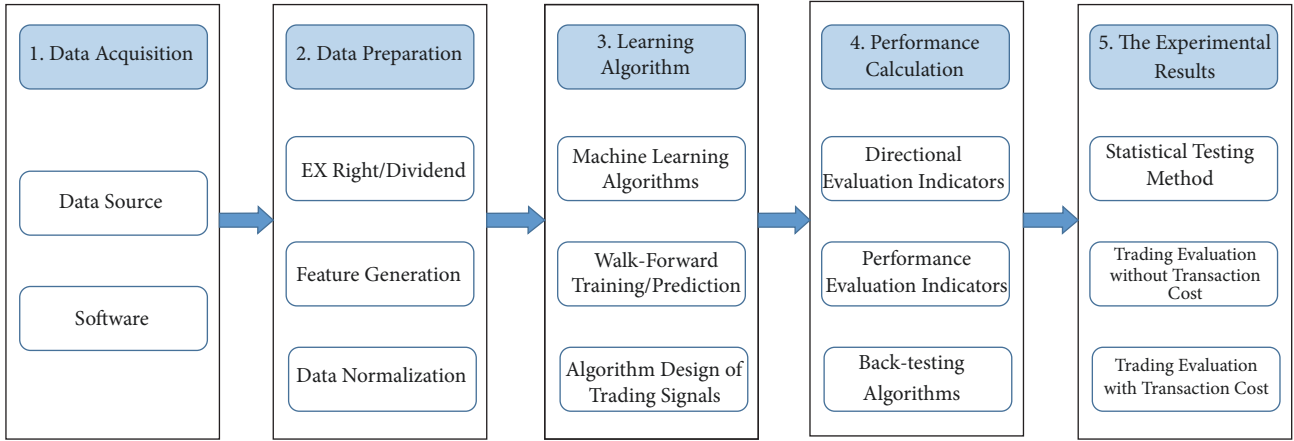 1. Data Acquisition
Data Source
Software
2. Data Preparation
EX Right/Dividend
Feature Generation
Data Normalization
3. Learning
Algorithm
Machine Learning
Algorithms
Walk-Forward
Training/Prediction
Algorithm Design of
Trading Signals
4. Performance
Calculation
Directional
Evaluation Indicators
Performance
Evaluation Indicators
Back-testing
Algorithms
5. The Experimental
Results
Statistical Testing
Method
Trading Evaluation
without Transaction
Cost
Trading Evaluation
with Transaction Cost